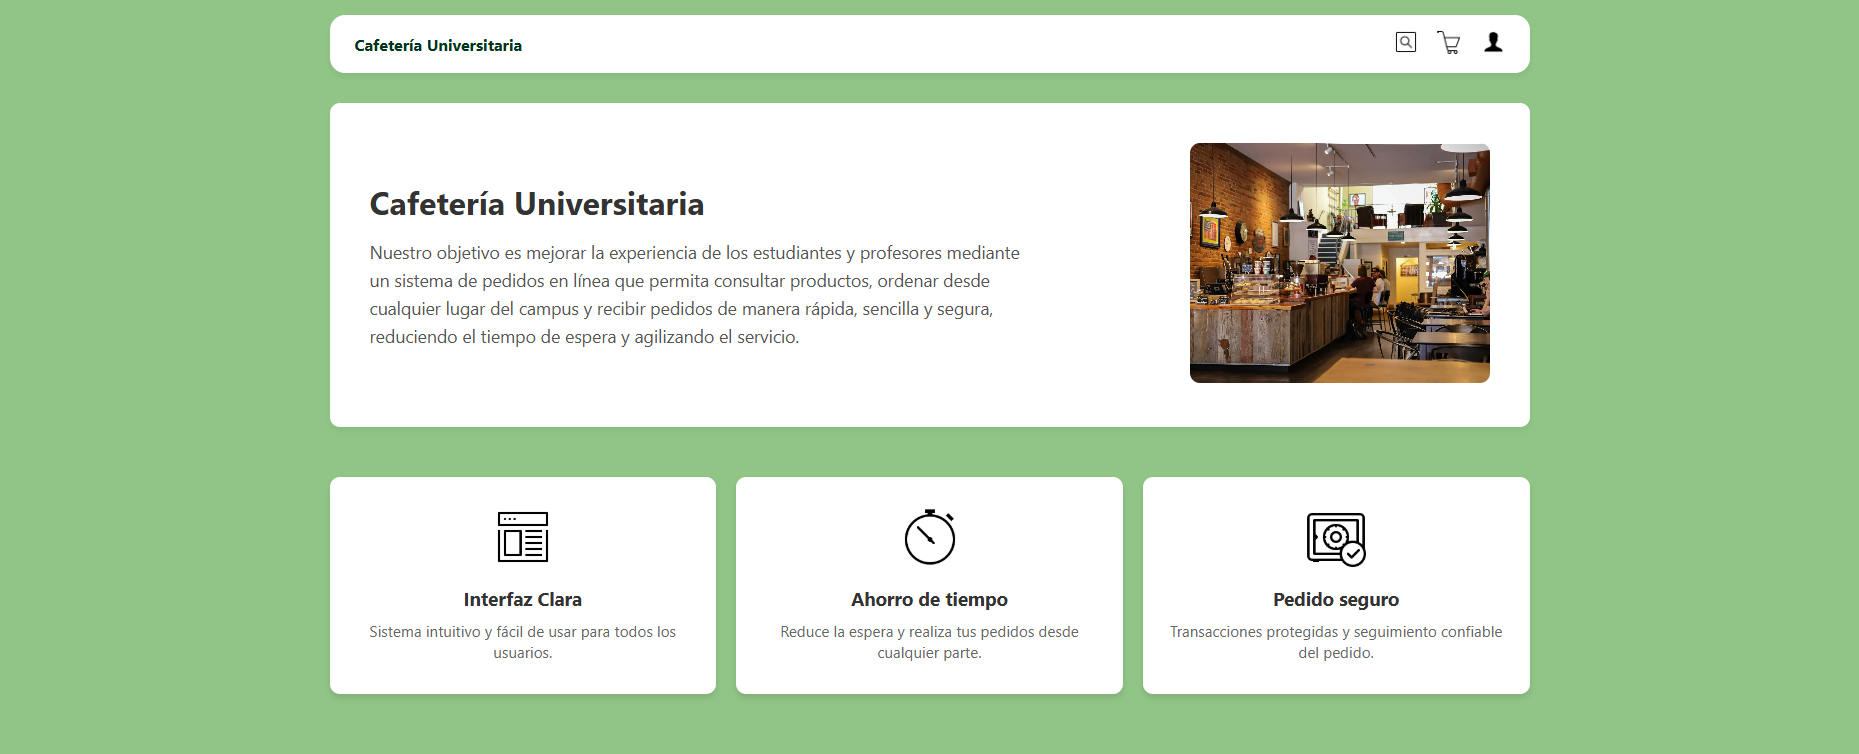 Cafetería Universitaria
Cafetería Universitaria
Nuestro objetivo es mejorar la experiencia de los estudiantes y profesores mediante
un sistema de pedidos en línea que permita consultar productos, ordenar desde
cualquier lugar del campus y recibir pedidos de manera rápida, sencilla y segura,
reduciendo el tiempo de espera y agilizando el servicio.
Interfaz Clara
Sistema intuitivo y fácil de usar para todos los
usuarios.
Ahorro de tiempo
Reduce la espera y realiza tus pedidos desde
cualquier parte.
Pedido seguro
Transacciones protegidas y seguimiento confiable
del pedido.